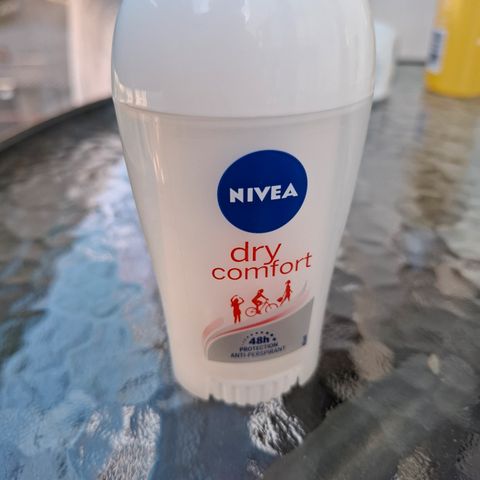 NIVEA
dry
comfort
48h
PROTECTION
ANTI-PERSPIRANT